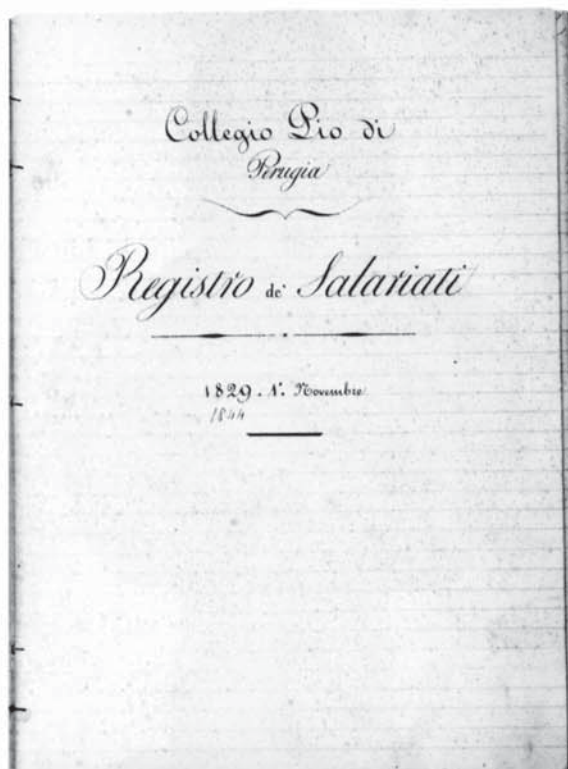 Collegio Pio di
Perugia
Registro de' Salariati
1829. 1°. Novembre
1844